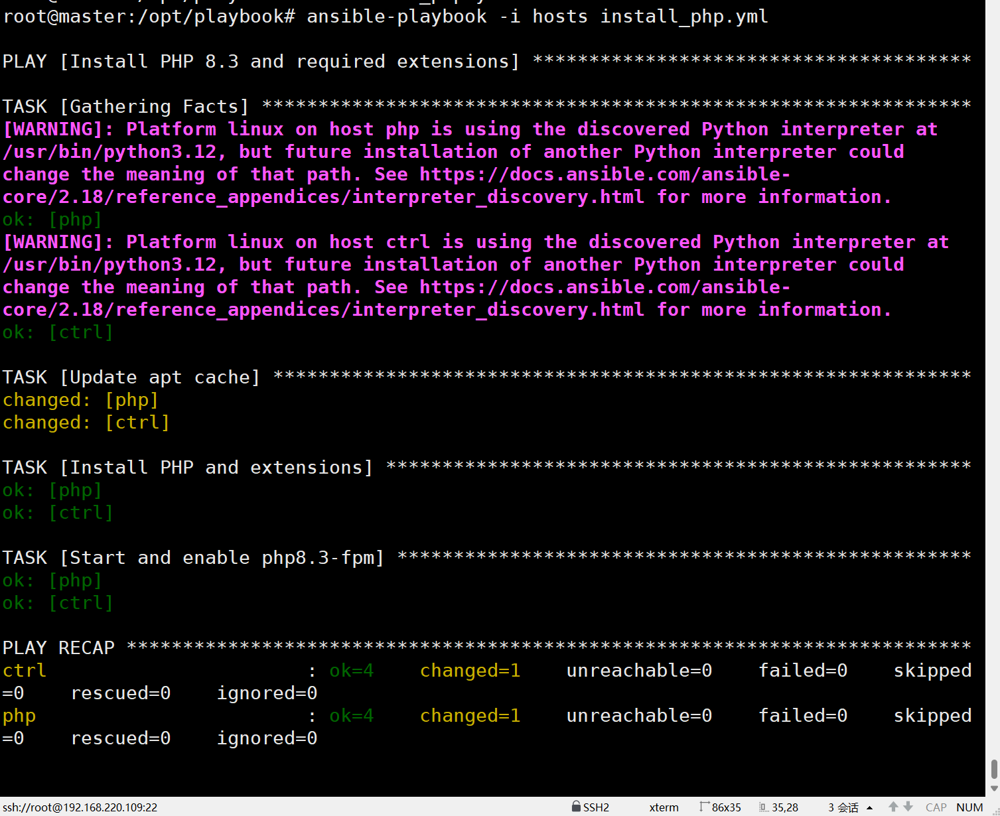 root@master:/opt/playbook# ansible-playbook -i hosts install_php.yml
PLAY [Install PHP 8.3 and required extensions] ***************************************
TASK [Gathering Facts] ***************************************************************
[WARNING]: Platform linux on host php is using the discovered Python interpreter at
/usr/bin/python3.12, but future installation of another Python interpreter could
change the meaning of that path. See https://docs.ansible.com/ansible-
core/2.18/reference_appendices/interpreter_discovery.html for more information.
ok: [php]
[WARNING]: Platform linux on host ctrl is using the discovered Python interpreter at
/usr/bin/python3.12, but future installation of another Python interpreter could
change the meaning of that path. See https://docs.ansible.com/ansible-
core/2.18/reference_appendices/interpreter_discovery.html for more information.
ok: [ctrl]
TASK [Update apt cache] **************************************************************
changed: [php]
changed: [ctrl]
TASK [Install PHP and extensions] ****************************************************
ok: [php]
ok: [ctrl]
TASK [Start and enable php8.3-fpm] ***************************************************
ok: [php]
ok: [ctrl]
PLAY RECAP ***************************************************************************
ctrl                       : ok=4    changed=1    unreachable=0    failed=0    skipped
=0    rescued=0    ignored=0
php                        : ok=4    changed=1    unreachable=0    failed=0    skipped
=0    rescued=0    ignored=0
ssh://root@192.168.220.109:22 SSH2 xterm 86x35 35,28 3 会话 CAP NUM